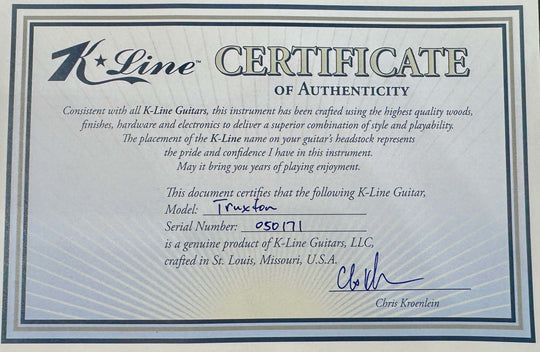 K★Line™ CERTIFICATE
OF AUTHENTICITY
Consistent with all K-Line Guitars, this instrument has been crafted using the highest quality woods,
finishes, hardware and electronics to deliver a superior combination of style and playability.
The placement of the K-Line name on your guitar's headstock represents
the pride and confidence I have in this instrument.
May it bring you years of playing enjoyment.
This document certifies that the following K-Line Guitar,
Model: Truxton
Serial Number: 050171
is a genuine product of K-Line Guitars, LLC,
crafted in St. Louis, Missouri, U.S.A.
Chris Kroenlein